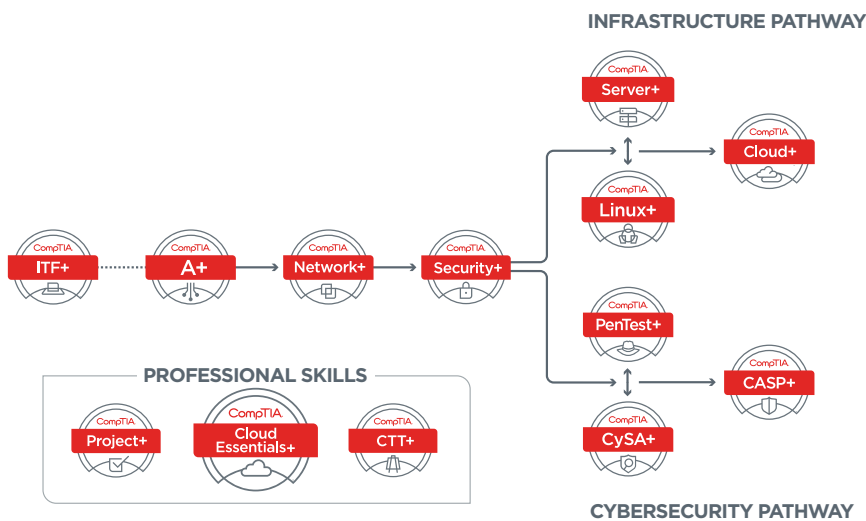 INFRASTRUCTURE PATHWAY
CompTIA
Server+
CompTIA
Cloud+
CompTIA
Linux+
CompTIA
ITF+
CompTIA
A+
CompTIA
Network+
CompTIA
Security+
CompTIA
PenTest+
CompTIA
CASP+
CompTIA
CySA+
PROFESSIONAL SKILLS
CompTIA
Project+
CompTIA
Cloud
Essentials+
CompTIA
CTT+
CYBERSECURITY PATHWAY